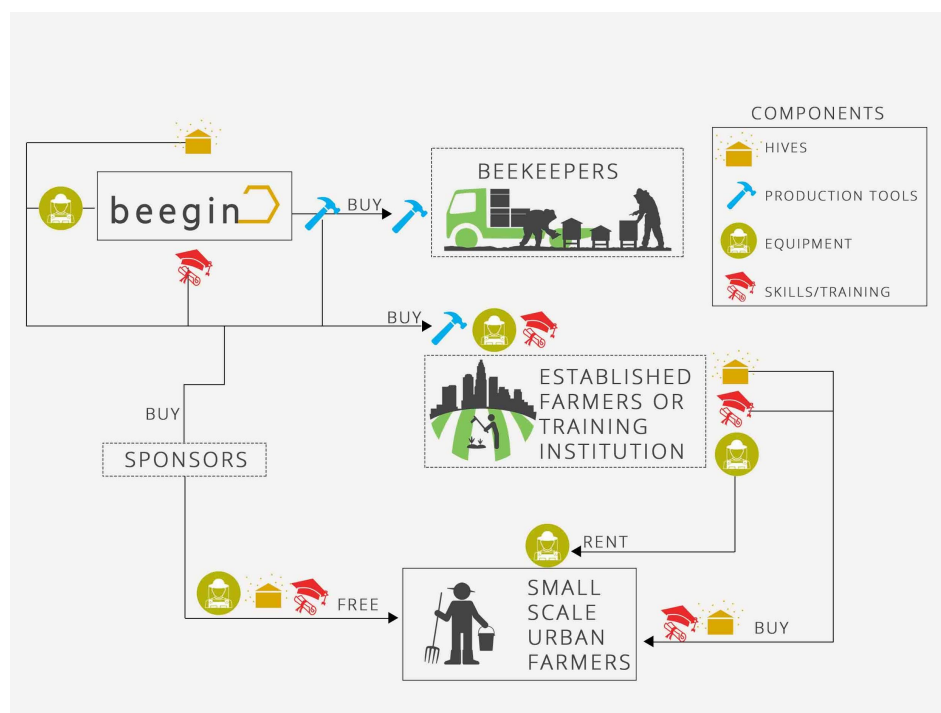 COMPONENTS
HIVES
PRODUCTION TOOLS
EQUIPMENT
SKILLS/TRAINING
beegin
BUY
BEEKEEPERS
BUY
ESTABLISHED
FARMERS OR
TRAINING
INSTITUTION
BUY
SPONSORS
RENT
FREE
SMALL
SCALE
URBAN
FARMERS
BUY